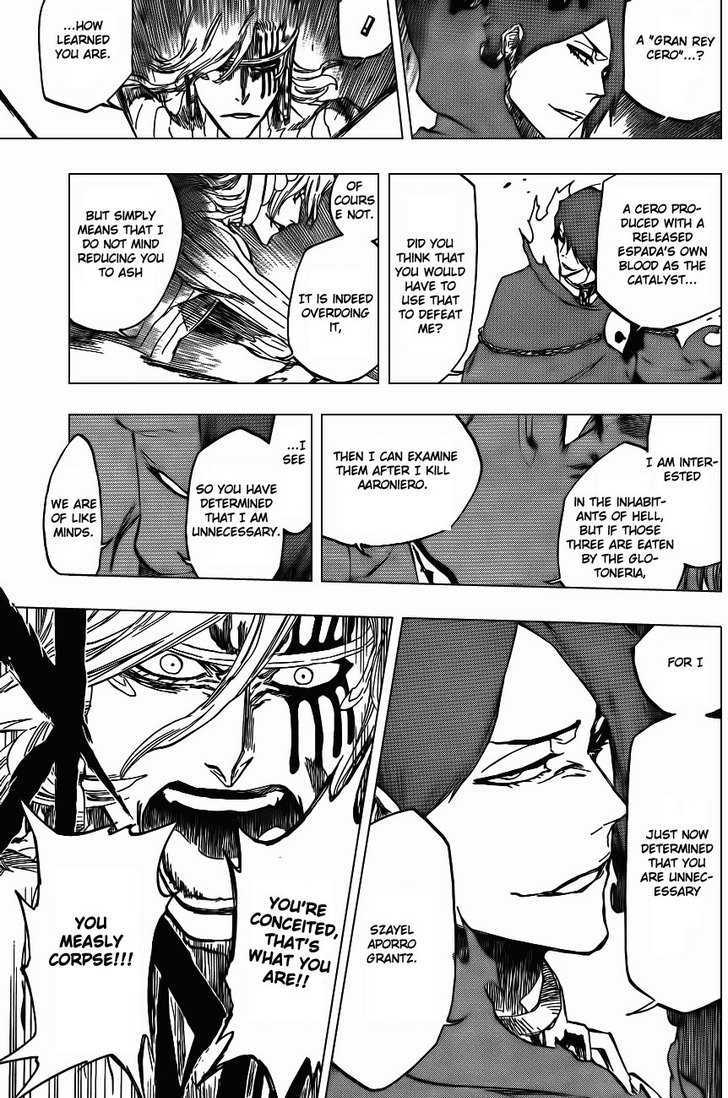 A "GRAN REY
CERO"...?
!
...HOW
LEARNED
YOU ARE.
A CERO PRO-
DUCED WITH A
RELEASED
ESPADA'S OWN
BLOOD AS THE
CATALYST...
DID YOU
THINK THAT
YOU WOULD
HAVE TO
USE THAT
TO DEFEAT
ME?
OF
COURS
E NOT.
IT IS INDEED
OVERDOING
IT,
BUT SIMPLY
MEANS THAT I
DO NOT MIND
REDUCING YOU
TO ASH
I AM INTER-
ESTED
IN THE INHABIT-
ANTS OF HELL,
BUT IF THOSE
THREE ARE EATEN
BY THE GLO-
TONERIA,
THEN I CAN EXAMINE
THEM AFTER I KILL
AARONIERO.
...I
SEE
SO YOU HAVE
DETERMINED
THAT I AM
UNNECESSARY.
WE ARE
OF LIKE
MINDS.
FOR I
JUST NOW
DETERMINED
THAT YOU ARE
UNNEC-
ESSARY
SZAYEL
APORRO
GRANTZ.
YOU'RE
CONCEITED,
THAT'S
WHAT YOU
ARE!!
YOU
MEASLY
CORPSE!!!